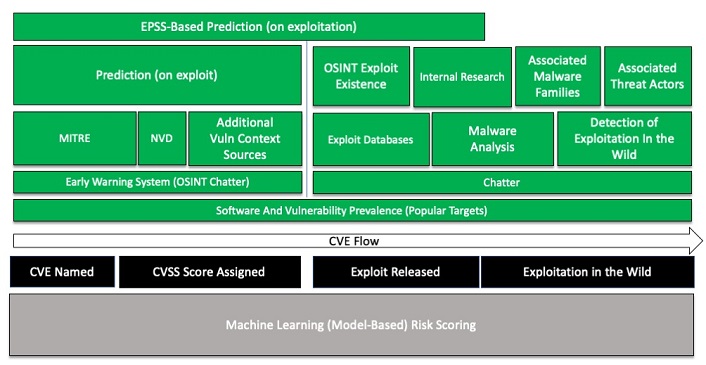 EPSS-Based Prediction (on exploitation)
Prediction (on exploit)
OSINT Exploit
Existence
Internal Research
Associated
Malware
Families
Associated
Threat Actors
MITRE
NVD
Additional
Vuln Context
Sources
Exploit Databases
Malware
Analysis
Detection of
Exploitation In the
Wild
Early Warning System (OSINT Chatter)
Chatter
Software And Vulnerability Prevalence (Popular Targets)
CVE Flow
CVE Named
CVSS Score Assigned
Exploit Released
Exploitation in the Wild
Machine Learning (Model-Based) Risk Scoring